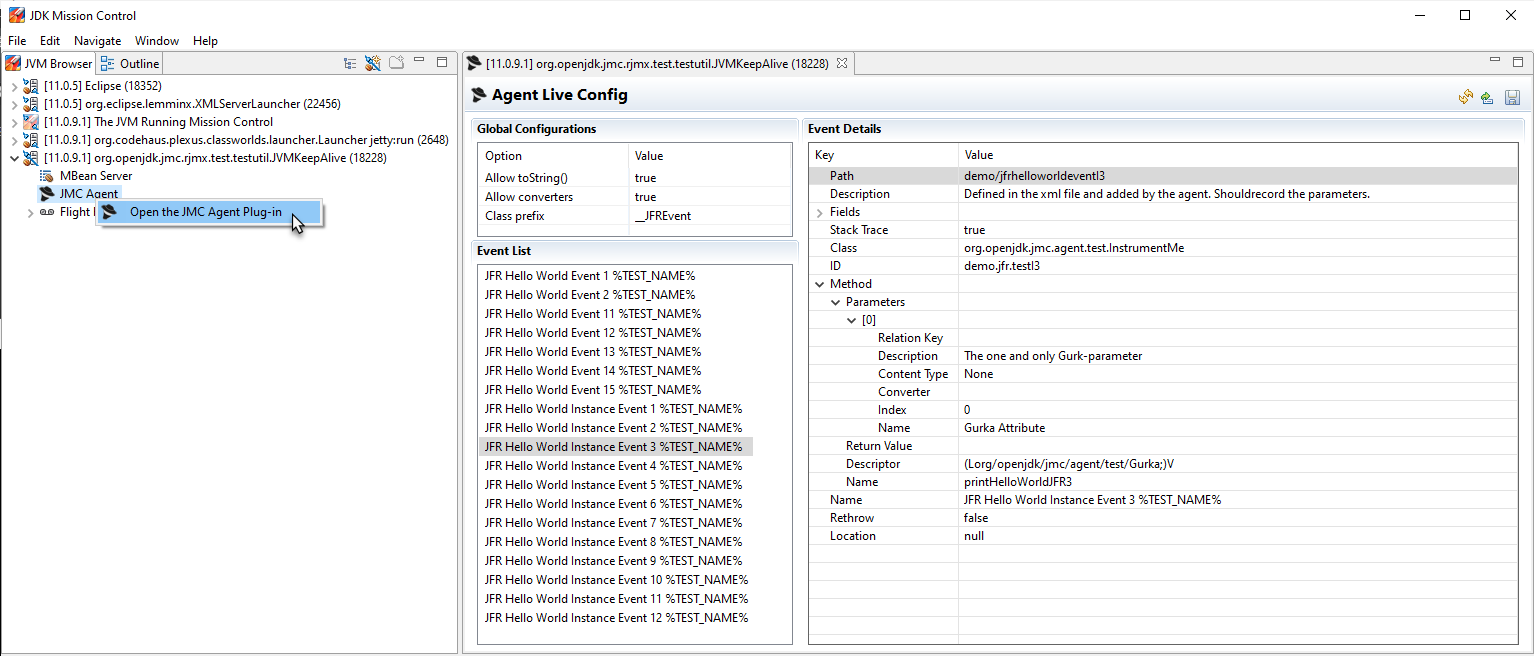 JDK Mission Control
File Edit Navigate Window Help
JVM Browser Outline
[11.0.5] Eclipse (18352)
[11.0.5] org.eclipse.lemminx.XMLServerLauncher (22456)
[11.0.9.1] The JVM Running Mission Control
[11.0.9.1] org.codehaus.plexus.classworlds.launcher.Launcher jetty:run (2648)
[11.0.9.1] org.openjdk.jmc.rjmx.test.testutil.JVMKeepAlive (18228)
MBean Server
JMC Agent
Flight
Open the JMC Agent Plug-in
[11.0.9.1] org.openjdk.jmc.rjmx.test.testutil.JVMKeepAlive (18228)
Agent Live Config
Global Configurations
Option Value
Allow toString() true
Allow converters true
Class prefix __JFREvent
Event List
JFR Hello World Event 1 %TEST_NAME%
JFR Hello World Event 2 %TEST_NAME%
JFR Hello World Event 11 %TEST_NAME%
JFR Hello World Event 12 %TEST_NAME%
JFR Hello World Event 13 %TEST_NAME%
JFR Hello World Event 14 %TEST_NAME%
JFR Hello World Event 15 %TEST_NAME%
JFR Hello World Instance Event 1 %TEST_NAME%
JFR Hello World Instance Event 2 %TEST_NAME%
JFR Hello World Instance Event 3 %TEST_NAME%
JFR Hello World Instance Event 4 %TEST_NAME%
JFR Hello World Instance Event 5 %TEST_NAME%
JFR Hello World Instance Event 6 %TEST_NAME%
JFR Hello World Instance Event 7 %TEST_NAME%
JFR Hello World Instance Event 8 %TEST_NAME%
JFR Hello World Instance Event 9 %TEST_NAME%
JFR Hello World Instance Event 10 %TEST_NAME%
JFR Hello World Instance Event 11 %TEST_NAME%
JFR Hello World Instance Event 12 %TEST_NAME%
Event Details
Key Value
Path demo/jfrhelloworldeventI3
Description Defined in the xml file and added by the agent. Shouldrecord the parameters.
Fields
Stack Trace true
Class org.openjdk.jmc.agent.test.InstrumentMe
ID demo.jfr.testI3
Method
Parameters
[0]
Relation Key
Description The one and only Gurk-parameter
Content Type None
Converter
Index 0
Name Gurka Attribute
Return Value
Descriptor (Lorg/openjdk/jmc/agent/test/Gurka;)V
Name printHelloWorldJFR3
Name JFR Hello World Instance Event 3 %TEST_NAME%
Rethrow false
Location null